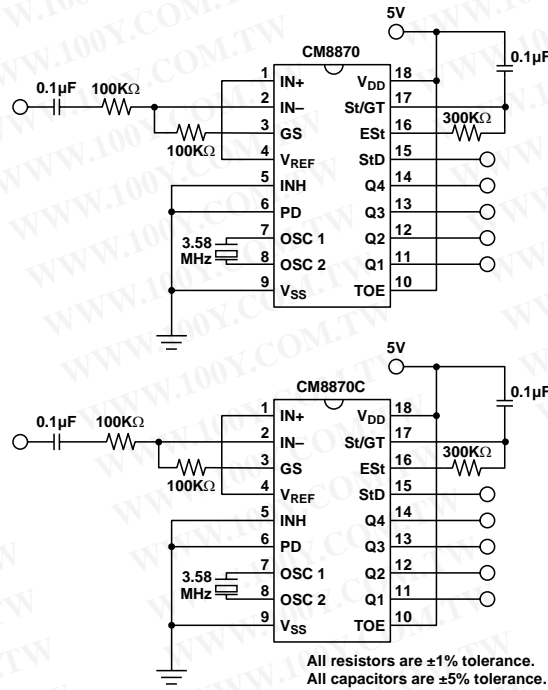 5V
CM8870
0.1µF
0.1µF 100KΩ
100KΩ
300KΩ
3.58
MHz
1 IN+
2 IN–
3 GS
4 VREF
5 INH
6 PD
7 OSC 1
8 OSC 2
9 VSS
VDD 18
St/GT 17
ESt 16
StD 15
Q4 14
Q3 13
Q2 12
Q1 11
TOE 10
5V
CM8870C
0.1µF
0.1µF 100KΩ
100KΩ
300KΩ
3.58
MHz
1 IN+
2 IN–
3 GS
4 VREF
5 INH
6 PD
7 OSC 1
8 OSC 2
9 VSS
VDD 18
St/GT 17
ESt 16
StD 15
Q4 14
Q3 13
Q2 12
Q1 11
TOE 10
All resistors are ±1% tolerance.
All capacitors are ±5% tolerance.
WWW.100Y.COM.TW